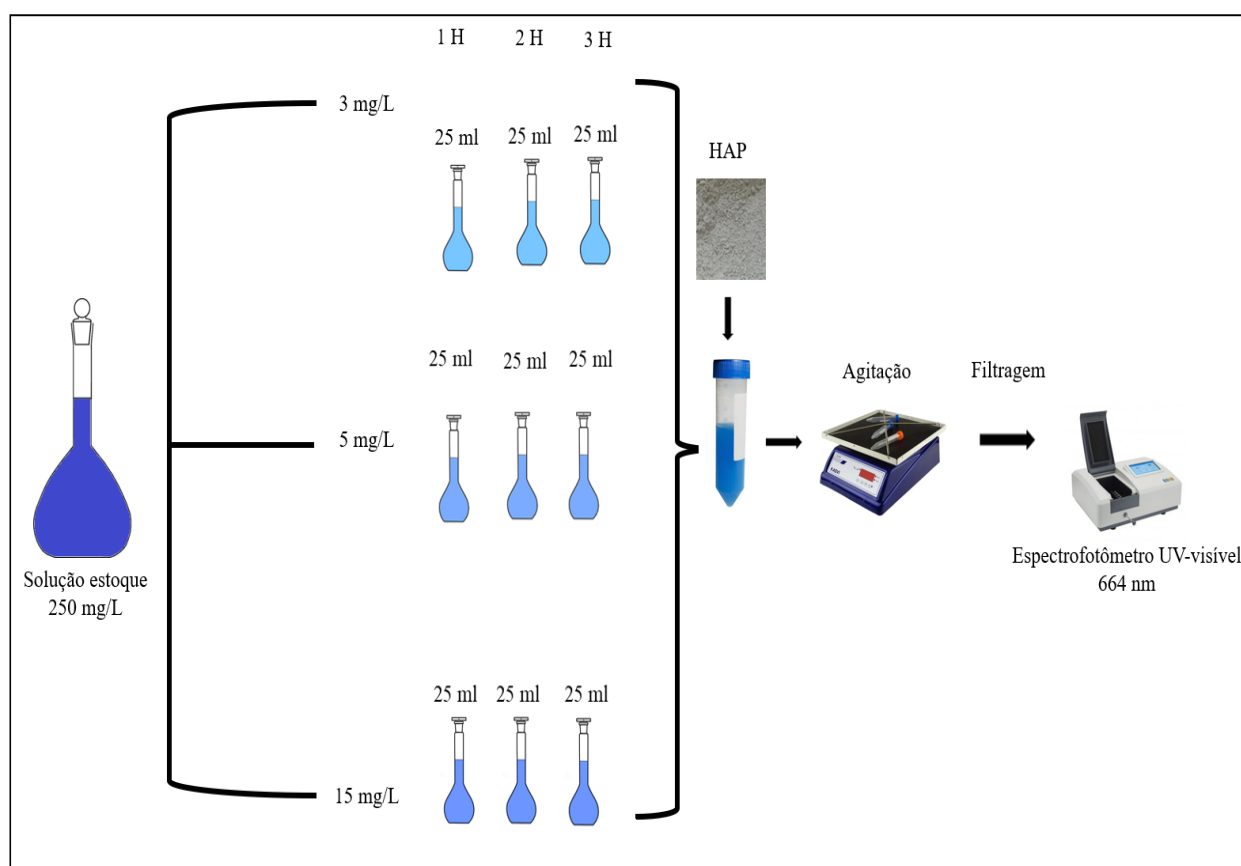 1 H
2 H
3 H
3 mg/L
25 ml
25 ml
25 ml
HAP
25 ml
25 ml
25 ml
5 mg/L
Agitação
Filtragem
Espectrofotômetro UV-visível
664 nm
Solução estoque
250 mg/L
25 ml
25 ml
25 ml
15 mg/L